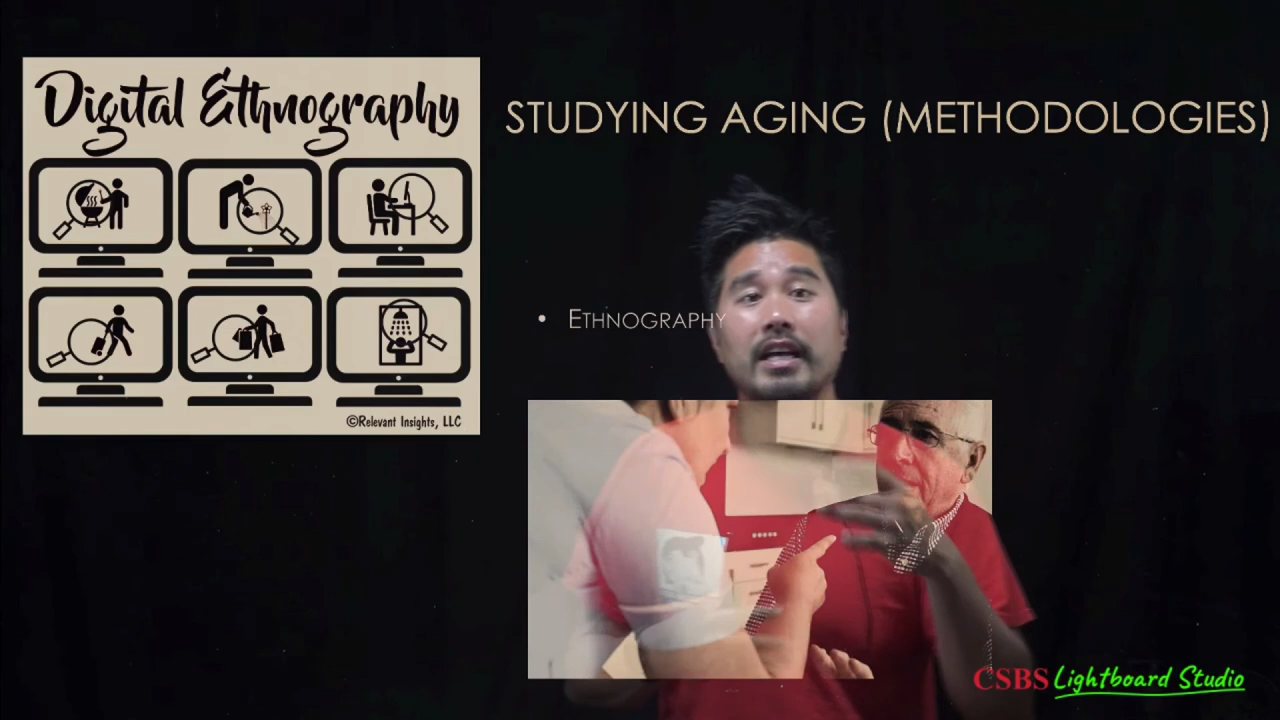 Digital Ethnography
©Relevant Insights, LLC
STUDYING AGING (METHODOLOGIES)
• ETHNOGRAPHY
CSBS Lightboard Studio